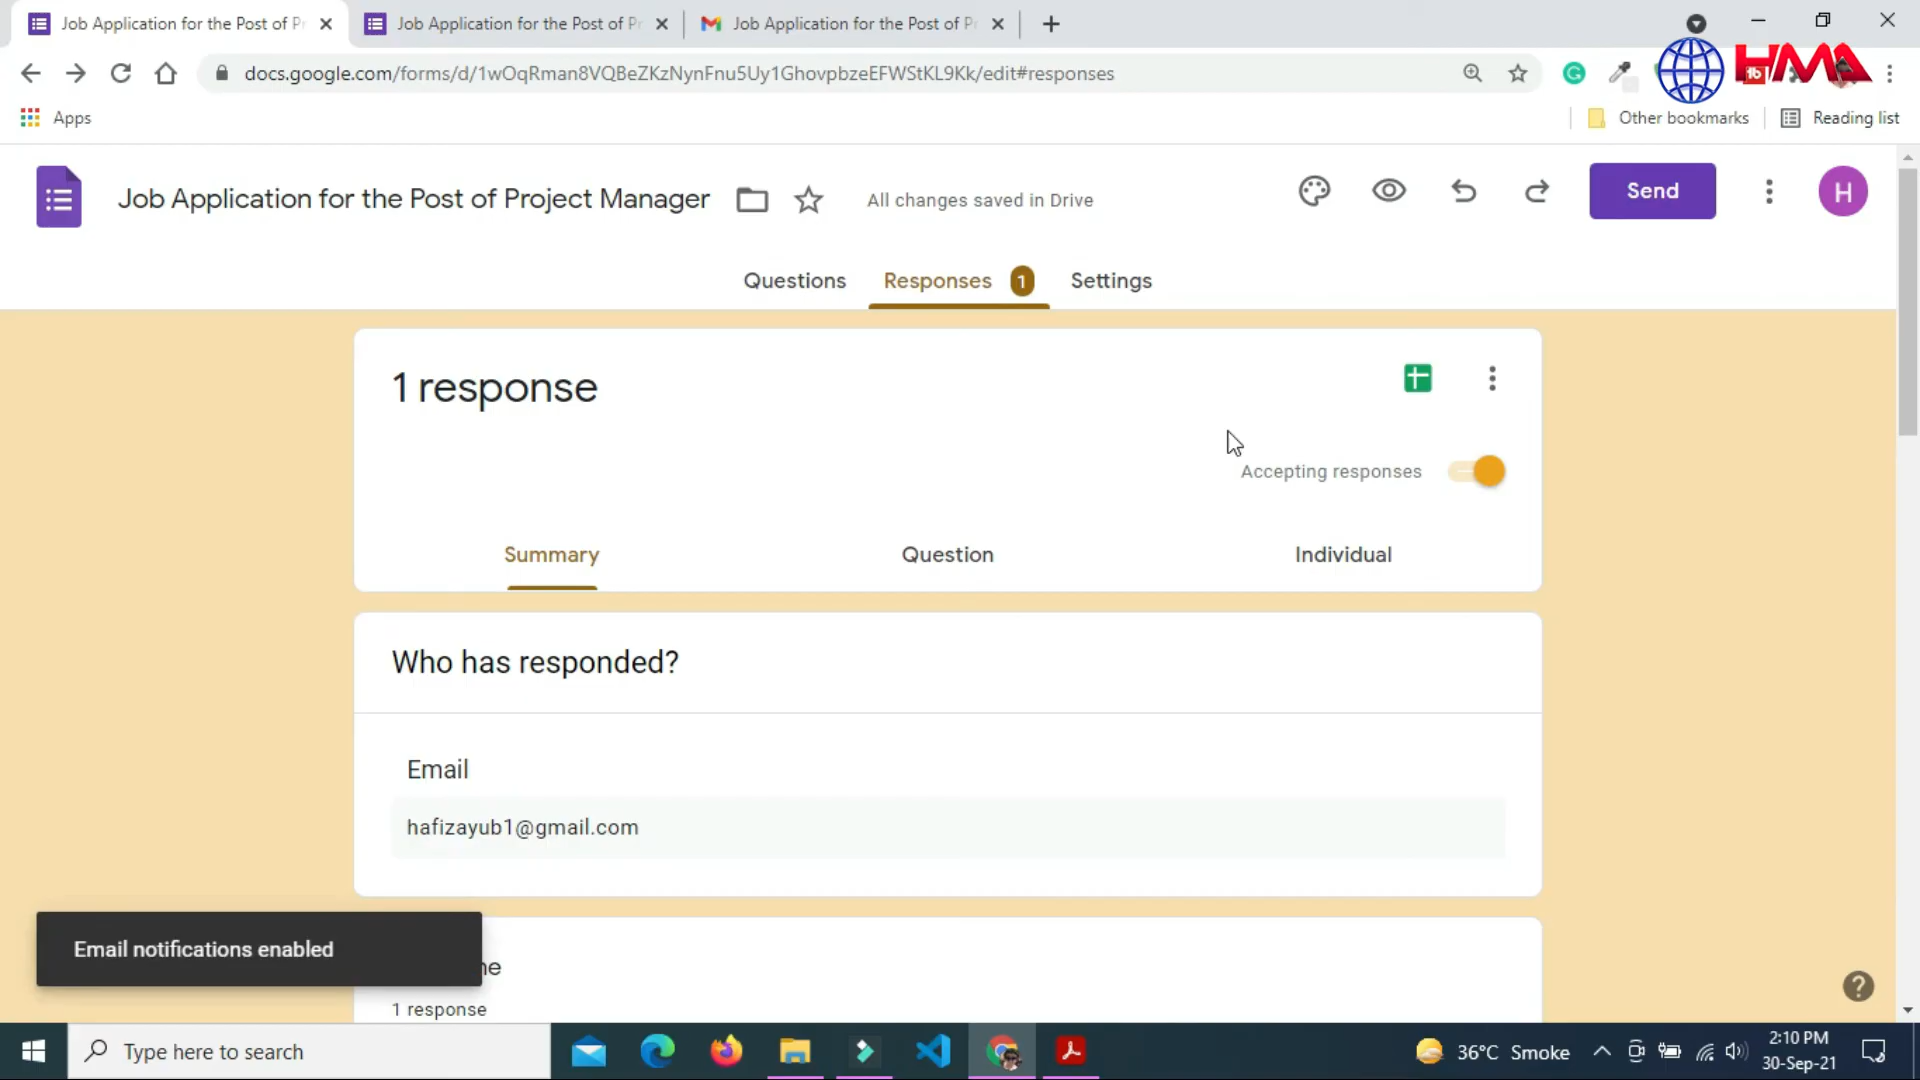 Job Application for the Post of Pr
Job Application for the Post of Pr
Job Application for the Post of Pr
docs.google.com/forms/d/1wOqRman8VQBeZKzNynFnu5Uy1GhovpbzeEFWStKL9Kk/edit#responses
HMA
Apps
Other bookmarks
Reading list
Job Application for the Post of Project Manager
All changes saved in Drive
Send
H
Questions
Responses 1
Settings
1 response
Accepting responses
Summary
Question
Individual
Who has responded?
Email
hafizayub1@gmail.com
Email notifications enabled
1 response
Type here to search
36°C Smoke
2:10 PM
30-Sep-21